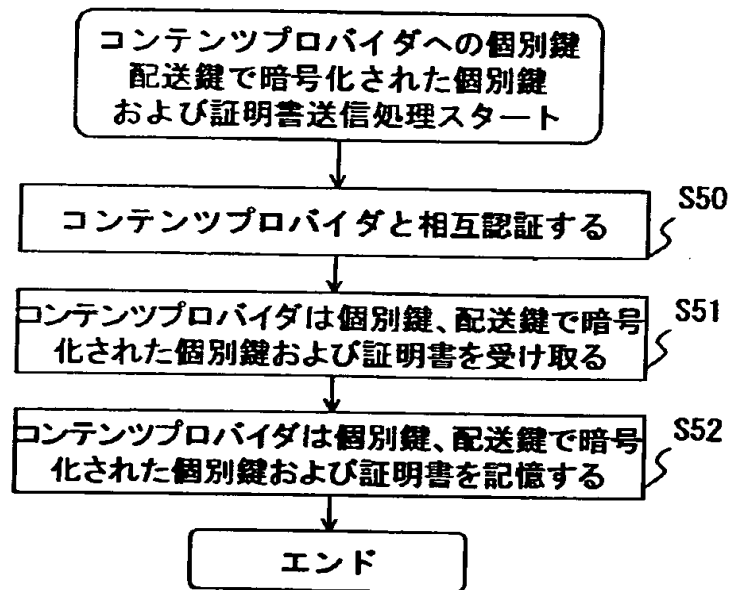 コンテンツプロバイダへの個別鍵
配送鍵で暗号化された個別鍵
および証明書送信処理スタート
コンテンツプロバイダと相互認証する
S50
コンテンツプロバイダは個別鍵、配送鍵で暗号
化された個別鍵および証明書を受け取る
S51
コンテンツプロバイダは個別鍵、配送鍵で暗号
化された個別鍵および証明書を記憶する
S52
エンド